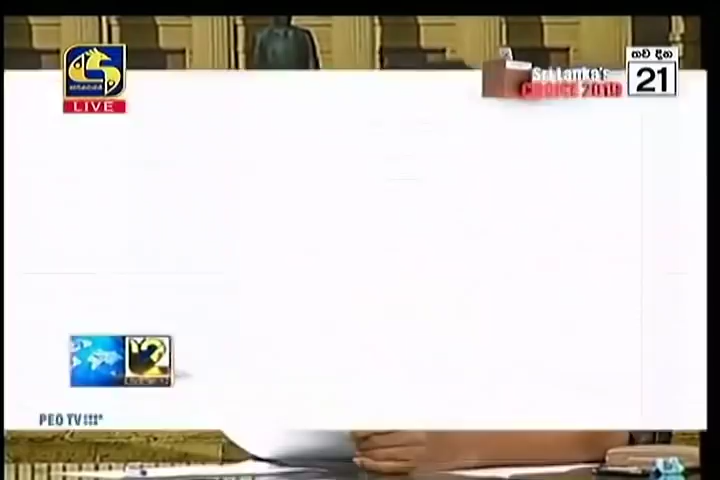 තව දින
21
Sri Lanka's
CHOICE 2019
LIVE
PEO TV